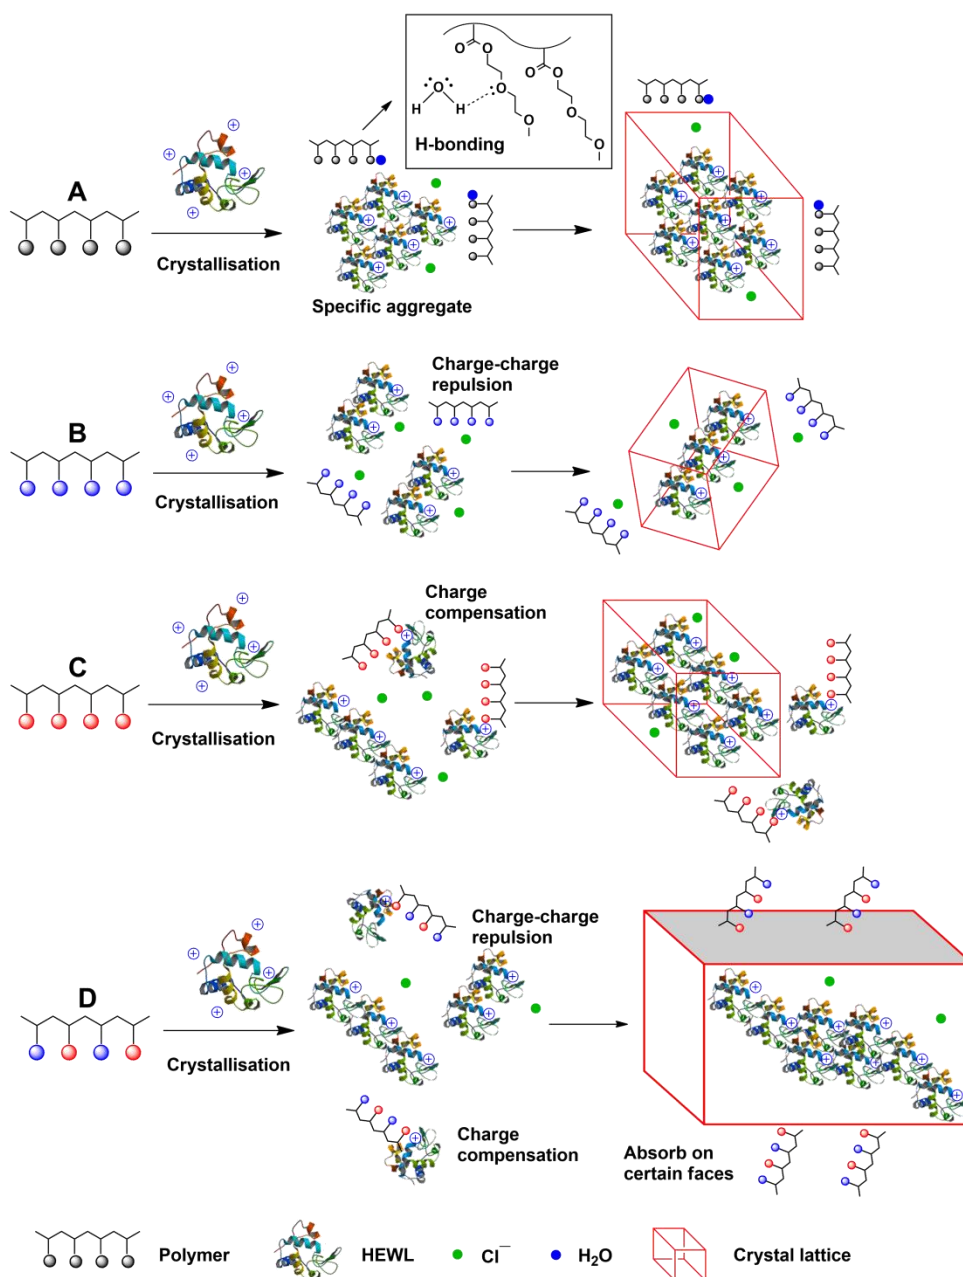 H
H
O
O
O
O
O
O
O
O
O
H-bonding
A
Crystallisation
Specific aggregate
B
Crystallisation
Charge-charge
repulsion
C
Crystallisation
Charge
compensation
D
Crystallisation
Charge-charge
repulsion
Charge
compensation
Absorb on
certain faces
Polymer
HEWL
Cl⁻
H₂O
Crystal lattice